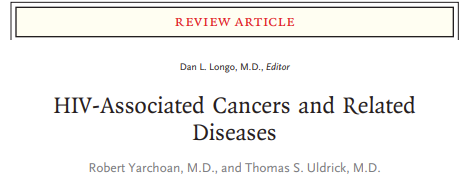 REVIEW ARTICLE
Dan L. Longo, M.D., Editor
HIV-Associated Cancers and Related
Diseases
Robert Yarchoan, M.D., and Thomas S. Uldrick, M.D.